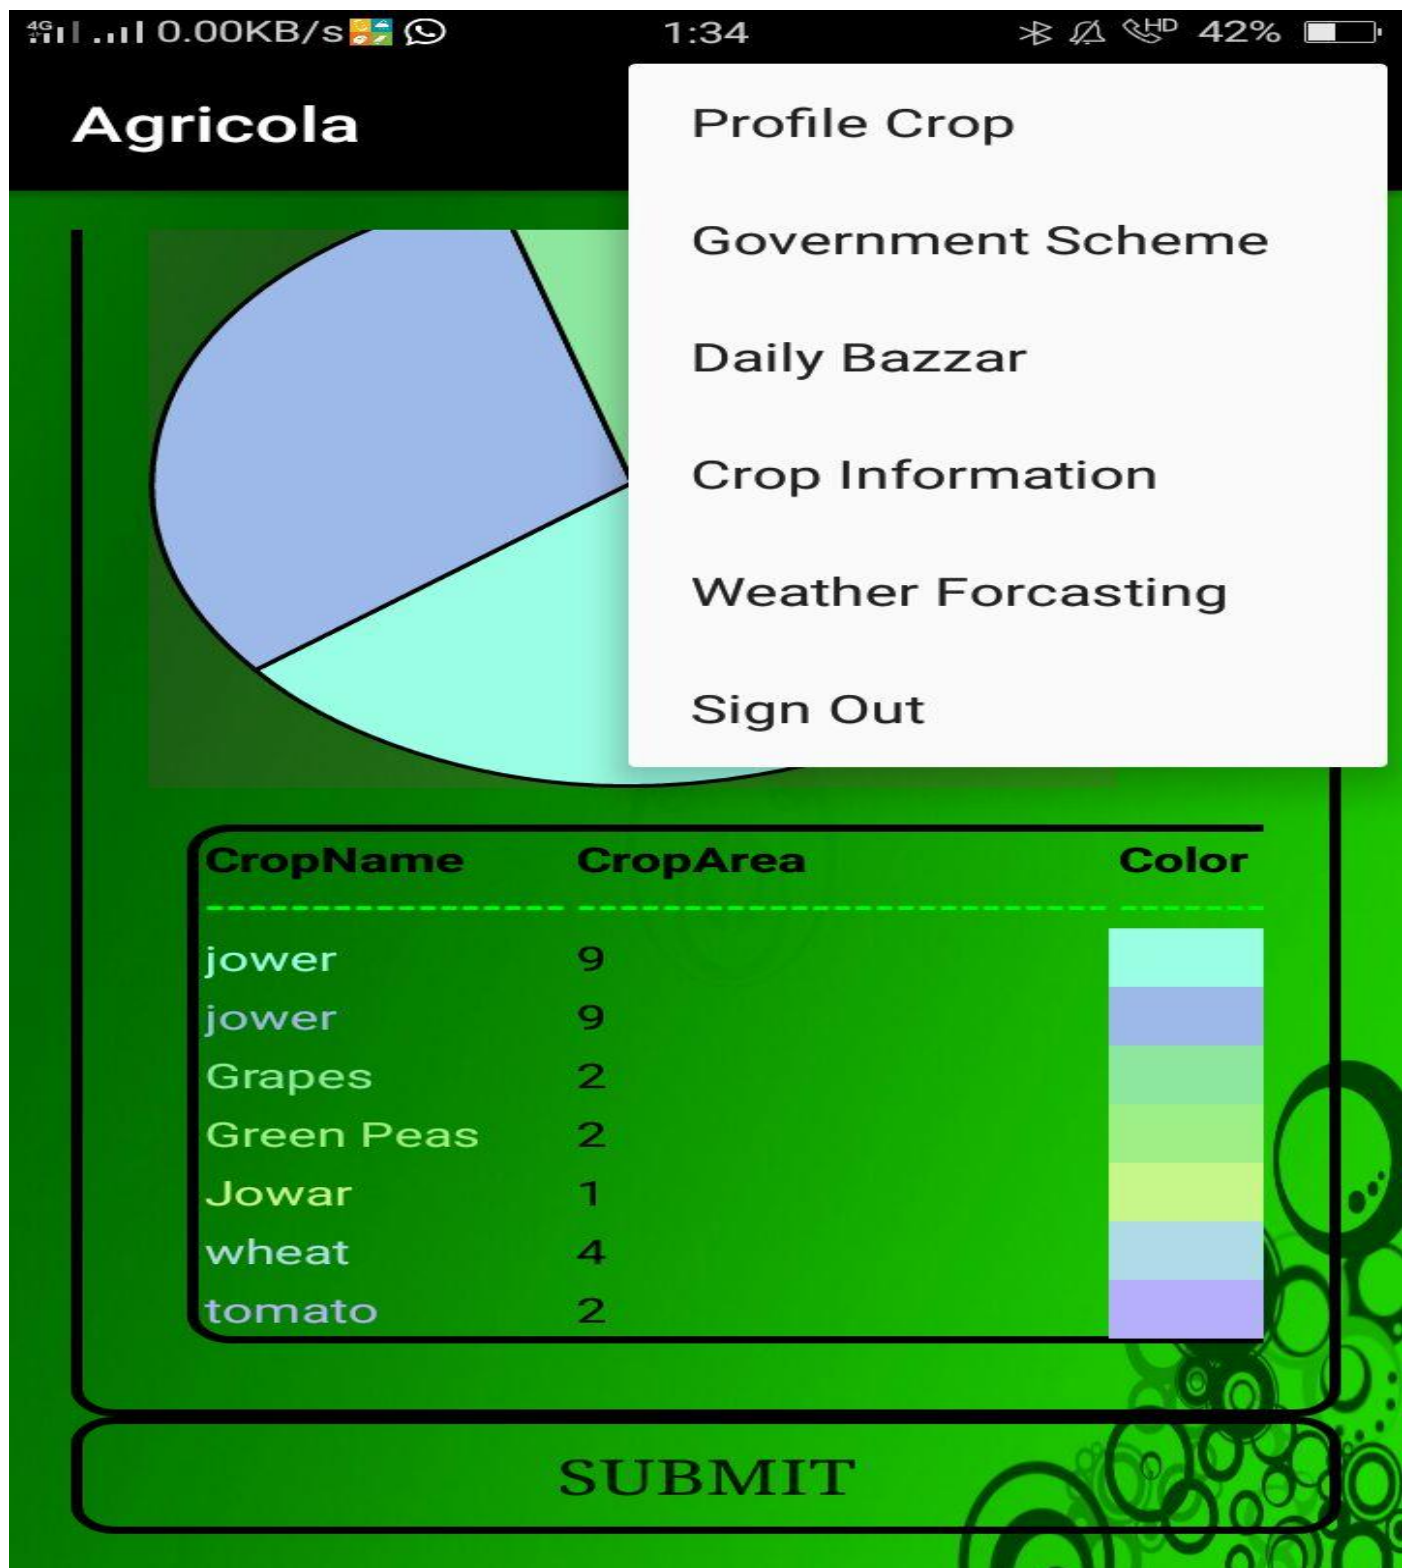 4G 0.00KB/s 1:34 HD 42%
Agricola
Profile Crop
Government Scheme
Daily Bazzar
Crop Information
Weather Forcasting
Sign Out
CropName CropArea Color
jower 9
jower 9
Grapes 2
Green Peas 2
Jowar 1
wheat 4
tomato 2
SUBMIT